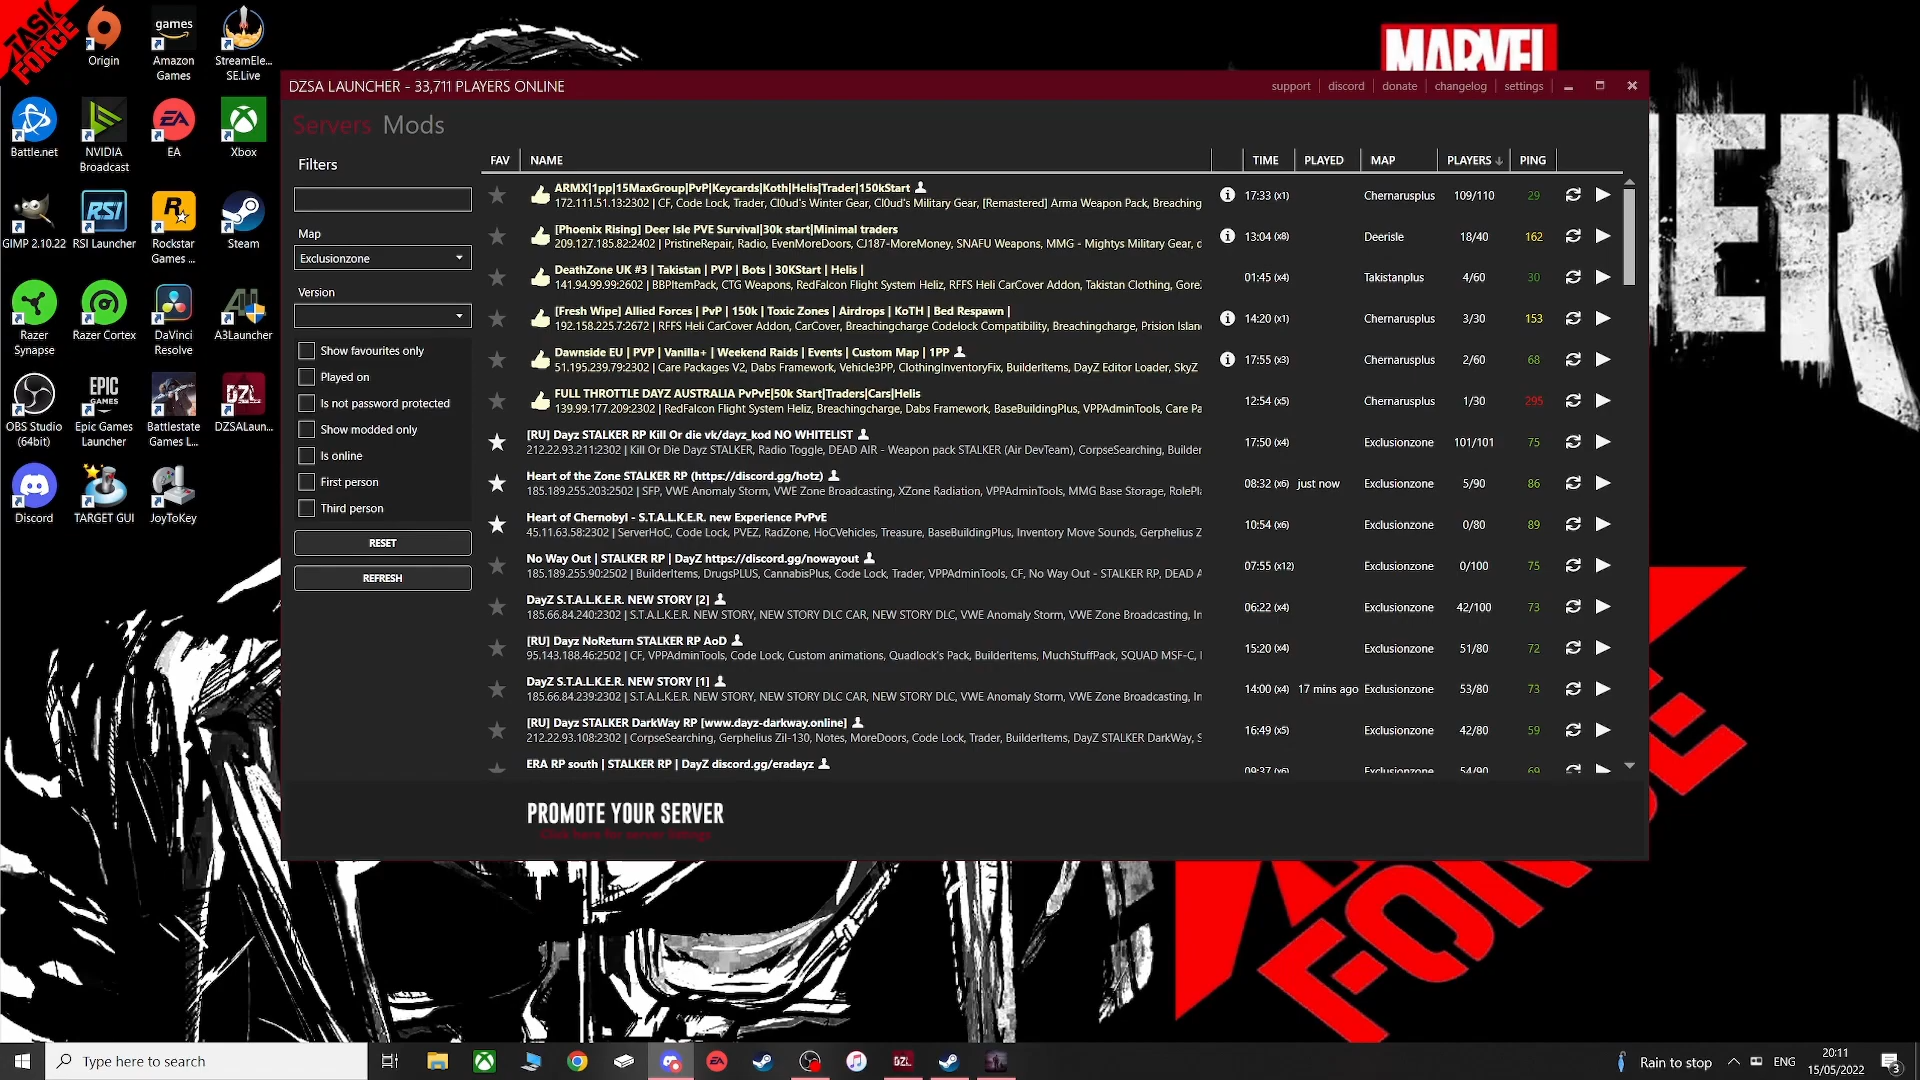 TASK
FORCE
Origin
games
Amazon
Games
StreamEle...
SE.Live
Battle.net
NVIDIA
Broadcast
EA
Xbox
GIMP 2.10.22
RSI
RSI Launcher
Rockstar
Games ...
Steam
Razer
Synapse
Razer Cortex
DaVinci
Resolve
A3Launcher
OBS Studio
(64bit)
EPIC
GAMES
Epic Games
Launcher
Battlestate
Games L...
DZL
DZSALaun...
Discord
TARGET GUI
JoyToKey
MARVEL
DZSA LAUNCHER - 33,711 PLAYERS ONLINE
support discord donate changelog settings
Servers Mods
Filters
Map
Exclusionzone
Version
Show favourites only
Played on
Is not password protected
Show modded only
Is online
First person
Third person
RESET
REFRESH
FAV NAME TIME PLAYED MAP PLAYERS PING
ARMX|1pp|15MaxGroup|PvP|Keycards|Koth|Helis|Trader|150kStart
172.111.51.13:2302 | CF, Code Lock, Trader, Cl0ud's Winter Gear, Cl0ud's Military Gear, [Remastered] Arma Weapon Pack, Breaching
17:33 (x1) Chernarusplus 109/110 29
[Phoenix Rising] Deer Isle PVE Survival|30k start|Minimal traders
209.127.185.82:2402 | PristineRepair, Radio, EvenMoreDoors, CJ187-MoreMoney, SNAFU Weapons, MMG - Mightys Military Gear, d
13:04 (x8) Deerisle 18/40 162
DeathZone UK #3 | Takistan | PVP | Bots | 30KStart | Helis |
141.94.99.99:2602 | BBPItemPack, CTG Weapons, RedFalcon Flight System Heliz, RFFS Heli CarCover Addon, Takistan Clothing, Gore
01:45 (x4) Takistanplus 4/60 30
[Fresh Wipe] Allied Forces | PvP | 150k | Toxic Zones | Airdrops | KoTH | Bed Respawn |
192.158.225.7:2672 | RFFS Heli CarCover Addon, CarCover, Breachingcharge Codelock Compatibility, Breachingcharge, Prision Islan
14:20 (x1) Chernarusplus 3/30 153
Dawnside EU | PVP | Vanilla+ | Weekend Raids | Events | Custom Map | 1PP
51.195.239.79:2302 | Care Packages V2, Dabs Framework, Vehicle3PP, ClothingInventoryFix, BuilderItems, DayZ Editor Loader, SkyZ
17:55 (x3) Chernarusplus 2/60 68
FULL THROTTLE DAYZ AUSTRALIA PvPvE|50k Start|Traders|Cars|Helis
139.99.177.209:2302 | RedFalcon Flight System Heliz, Breachingcharge, Dabs Framework, BaseBuildingPlus, VPPAdminTools, Care Pa
12:54 (x5) Chernarusplus 1/30 295
[RU] Dayz STALKER RP Kill Or die vk/dayz_kod NO WHITELIST
212.22.93.211:2302 | Kill Or Die Dayz STALKER, Radio Toggle, DEAD AIR - Weapon pack STALKER (Air DevTeam), CorpseSearching, Builder
17:50 (x4) Exclusionzone 101/101 75
Heart of the Zone STALKER RP (https://discord.gg/hotz)
185.189.255.203:2502 | SFP, VWE Anomaly Storm, VWE Zone Broadcasting, XZone Radiation, VPPAdminTools, MMG Base Storage, RolePla
08:32 (x6) just now Exclusionzone 5/90 86
Heart of Chernobyl - S.T.A.L.K.E.R. new Experience PvPvE
45.11.63.58:2302 | ServerHoC, Code Lock, PVEZ, RadZone, HoCVehicles, Treasure, BaseBuildingPlus, Inventory Move Sounds, Gerphelius Z
10:54 (x6) Exclusionzone 0/80 89
No Way Out | STALKER RP | DayZ https://discord.gg/nowayout
185.189.255.90:2502 | BuilderItems, DrugsPLUS, CannabisPlus, Code Lock, Trader, VPPAdminTools, CF, No Way Out - STALKER RP, DEAD A
07:55 (x12) Exclusionzone 0/100 75
DayZ S.T.A.L.K.E.R. NEW STORY [2]
185.66.84.240:2302 | S.T.A.L.K.E.R. NEW STORY, NEW STORY DLC CAR, NEW STORY DLC, VWE Anomaly Storm, VWE Zone Broadcasting, In
06:22 (x4) Exclusionzone 42/100 73
[RU] Dayz NoReturn STALKER RP AoD
95.143.188.46:2502 | CF, VPPAdminTools, Code Lock, Custom animations, Quadlock's Pack, BuilderItems, MuchStuffPack, SQUAD MSF-C,
15:20 (x4) Exclusionzone 51/80 72
DayZ S.T.A.L.K.E.R. NEW STORY [1]
185.66.84.239:2302 | S.T.A.L.K.E.R. NEW STORY, NEW STORY DLC CAR, NEW STORY DLC, VWE Anomaly Storm, VWE Zone Broadcasting, In
14:00 (x4) 17 mins ago Exclusionzone 53/80 73
[RU] Dayz STALKER DarkWay RP [www.dayz-darkway.online]
212.22.93.108:2302 | CorpseSearching, Gerphelius Zil-130, Notes, MoreDoors, Code Lock, Trader, BuilderItems, DayZ STALKER DarkWay, S
16:49 (x5) Exclusionzone 42/80 59
ERA RP south | STALKER RP | DayZ discord.gg/eradayz
09:37 (x6) Exclusionzone 54/90 69
PROMOTE YOUR SERVER
Click here for server listings
FORCE
Type here to search
DZL
Rain to stop
ENG
20:11
15/05/2022
3